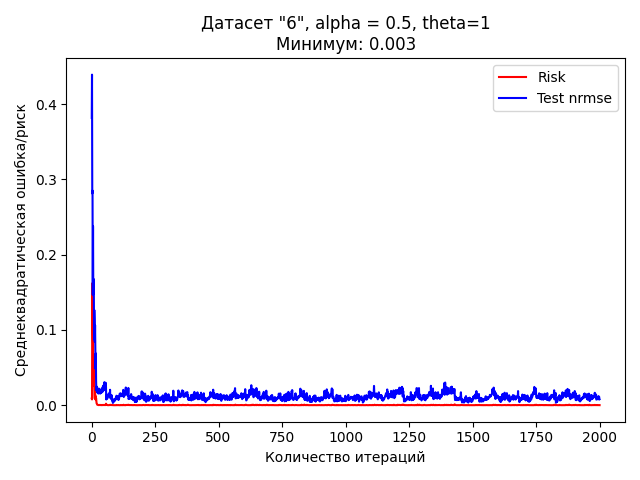 Датасет "6", alpha = 0.5, theta=1
Минимум: 0.003
Risk
Test nrmse
Среднеквадратическая ошибка/риск
0.4
0.3
0.2
0.1
0.0
0
250
500
750
1000
1250
1500
1750
2000
Количество итераций